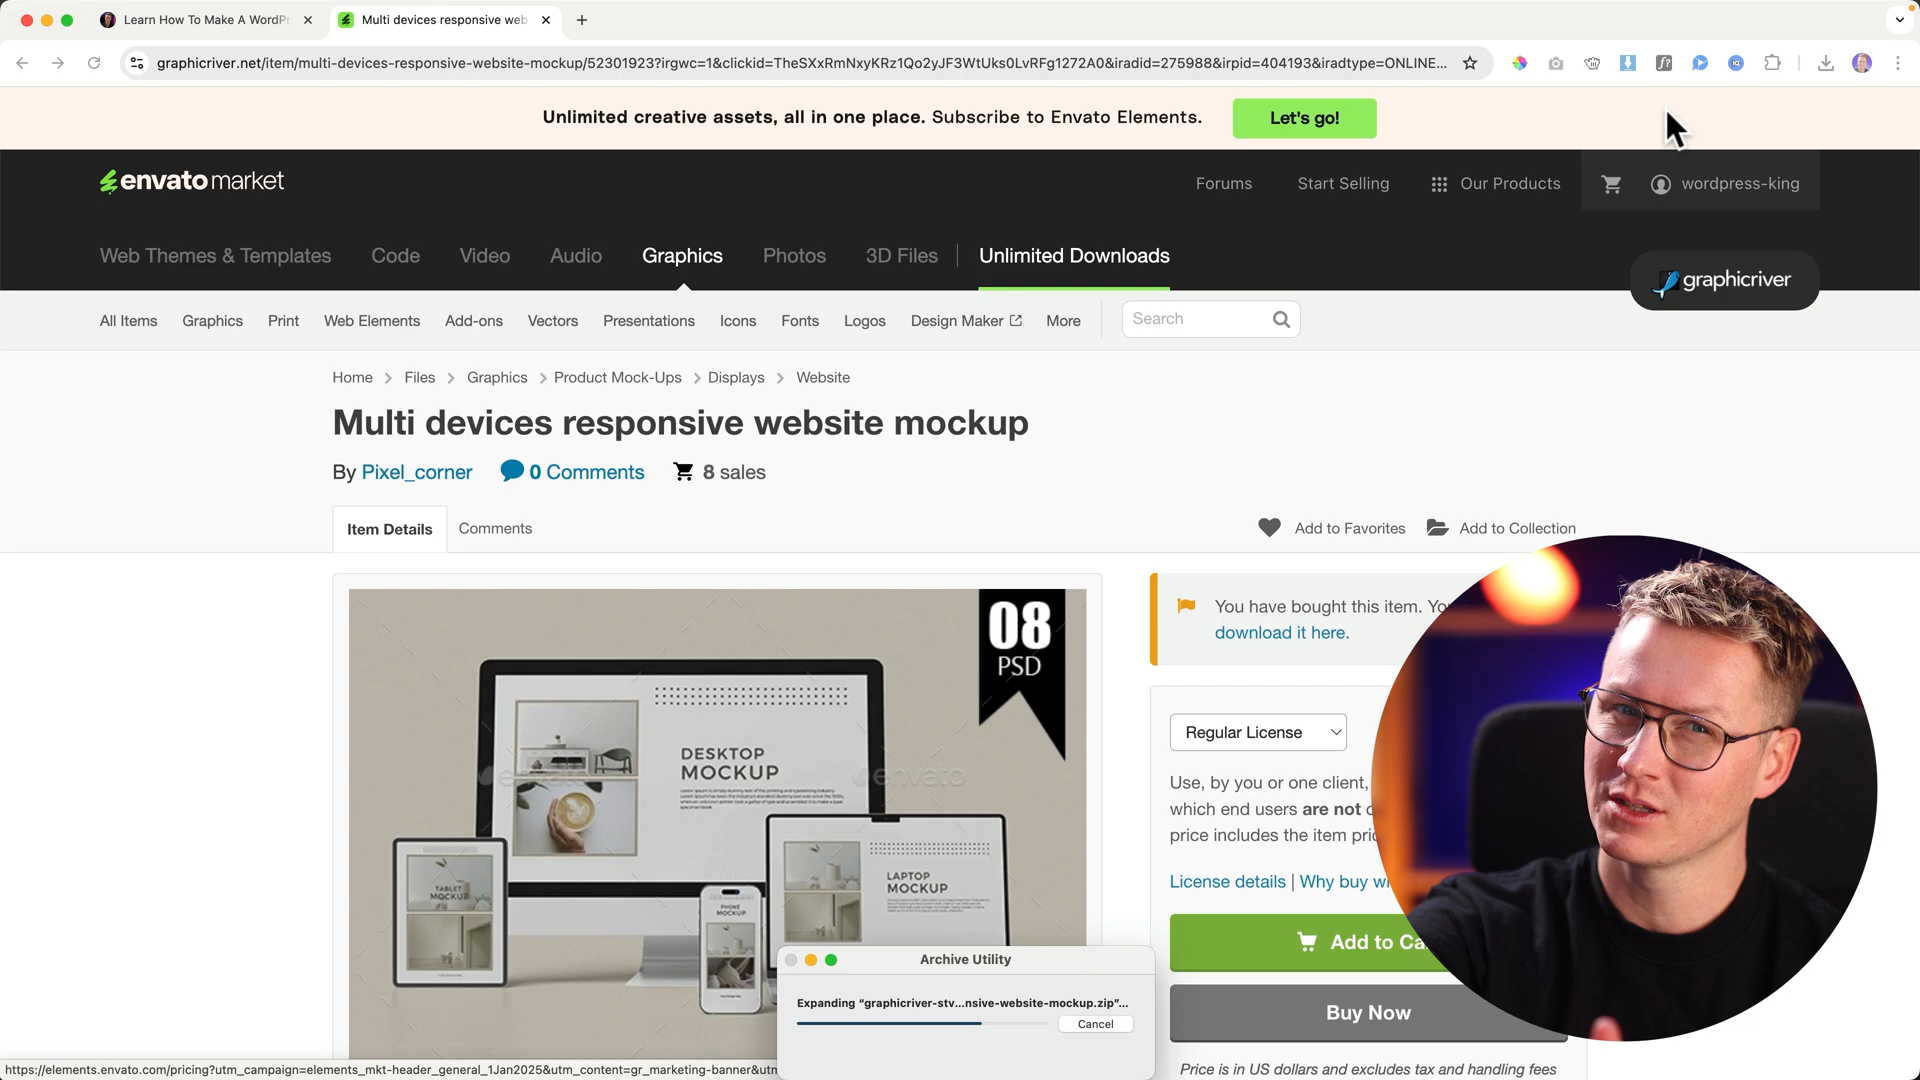 Learn How To Make A WordPr
Multi devices responsive web
graphicriver.net/item/multi-devices-responsive-website-mockup/52301923?irgwc=1&clickid=TheSXxRmNxyKRz1Qo2yJF3WtUks0LvRFg1272A0&iradid=275988&irpid=404193&iradtype=ONLINE...
Unlimited creative assets, all in one place. Subscribe to Envato Elements.
Let's go!
envato market
Forums
Start Selling
Our Products
wordpress-king
Web Themes & Templates
Code
Video
Audio
Graphics
Photos
3D Files
Unlimited Downloads
graphicriver
All Items
Graphics
Print
Web Elements
Add-ons
Vectors
Presentations
Icons
Fonts
Logos
Design Maker
More
Search
Home
Files
Graphics
Product Mock-Ups
Displays
Website
Multi devices responsive website mockup
By Pixel_corner
0 Comments
8 sales
Item Details
Comments
Add to Favorites
Add to Collection
08
PSD
DESKTOP
MOCKUP
envato
LAPTOP
MOCKUP
TABLET
MOCKUP
PHONE
MOCKUP
You have bought this item. Yo
download it here.
Regular License
Use, by you or one client,
which end users are not
price includes the item pric
License details | Why buy wi
Add to Ca
Buy Now
Price is in US dollars and excludes tax and handling fees
Archive Utility
Expanding “graphicriver-stv...nsive-website-mockup.zip”...
Cancel
https://elements.envato.com/pricing?utm_campaign=elements_mkt-header_general_1Jan2025&utm_content=gr_marketing-banner&utm